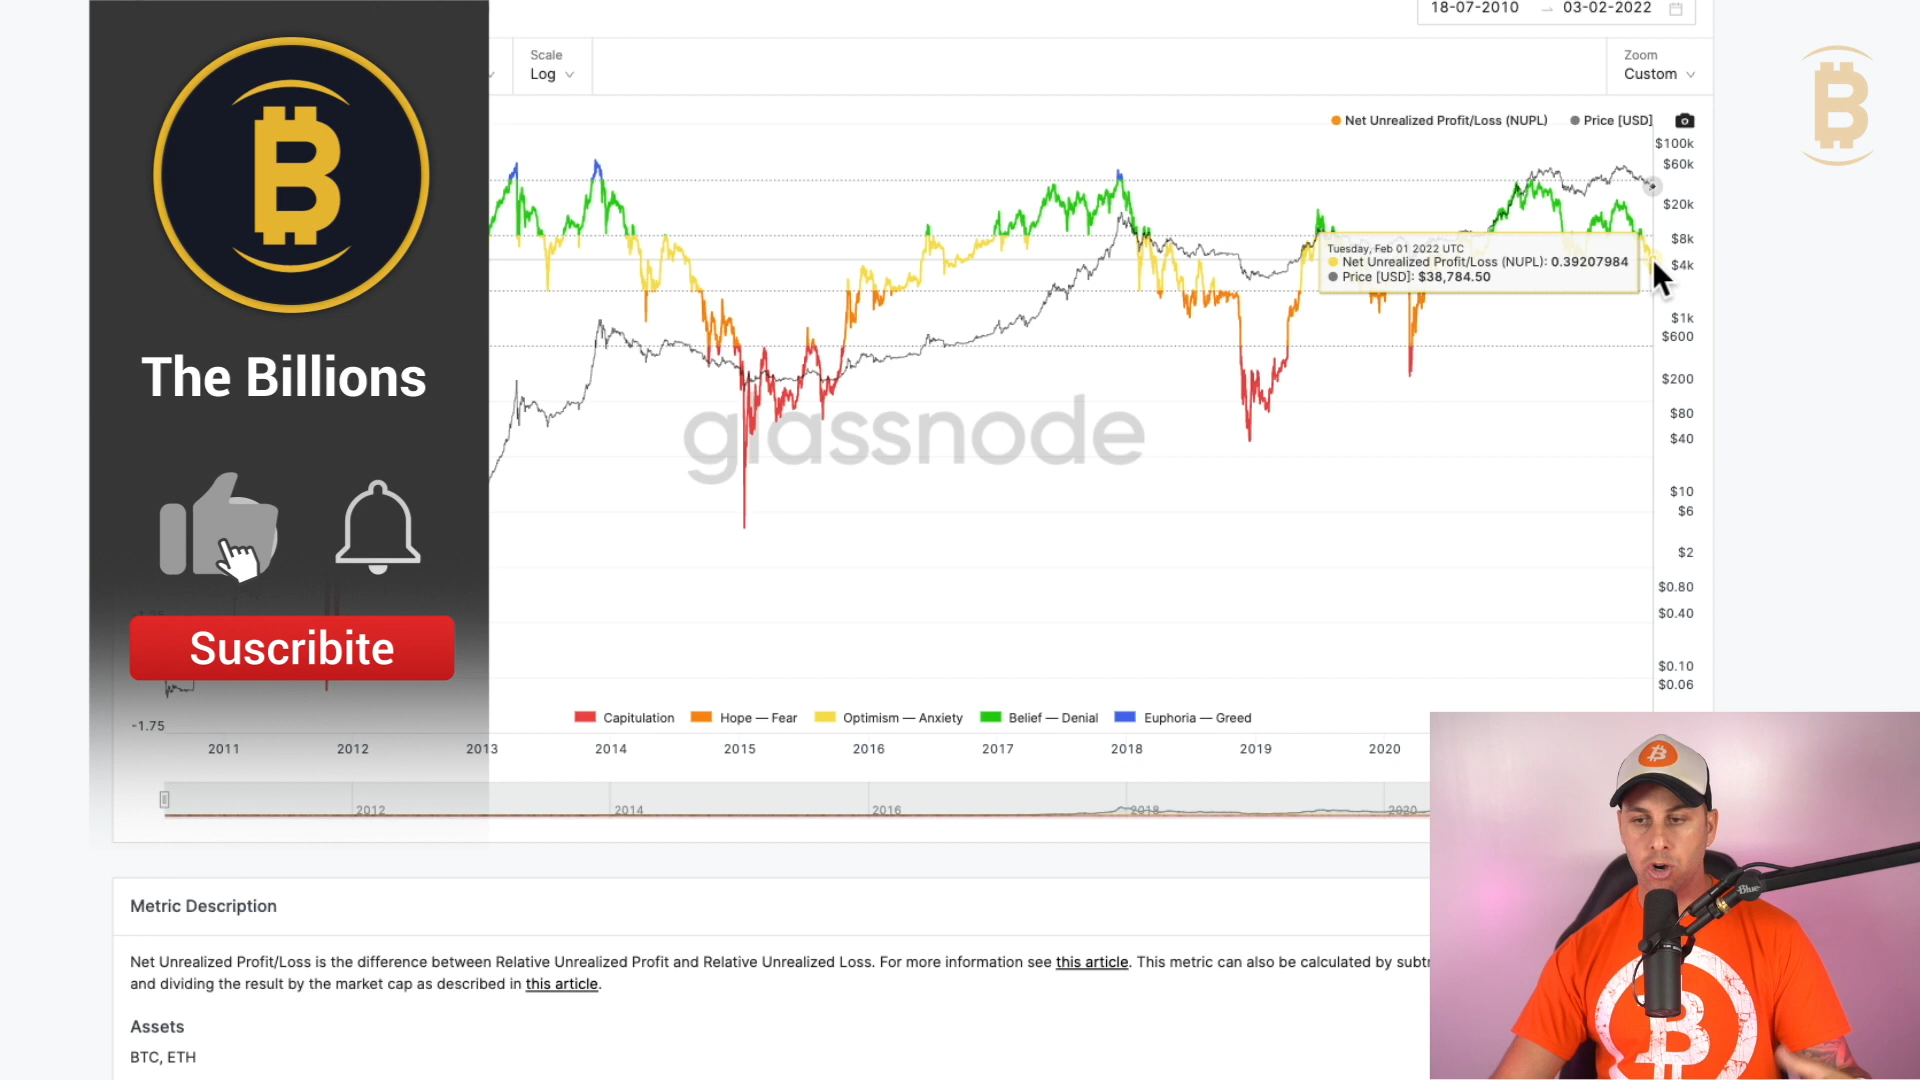 18-07-2010 → 03-02-2022
Scale
Log
Zoom
Custom
Net Unrealized Profit/Loss (NUPL)
Price [USD]
$100k
$60k
$20k
$8k
$4k
$1k
$600
$200
$80
$40
$10
$6
$2
$0.80
$0.40
$0.10
$0.06
Tuesday, Feb 01 2022 UTC
Net Unrealized Profit/Loss (NUPL): 0.39207984
Price [USD]: $38,784.50
The Billions
glassnode
Suscribite
-1.25
-1.75
Capitulation
Hope — Fear
Optimism — Anxiety
Belief — Denial
Euphoria — Greed
2011 2012 2013 2014 2015 2016 2017 2018 2019 2020
2012 2014 2016 2018 2020
Metric Description
Net Unrealized Profit/Loss is the difference between Relative Unrealized Profit and Relative Unrealized Loss. For more information see this article. This metric can also be calculated by
and dividing the result by the market cap as described in this article.
Assets
BTC, ETH
Blue